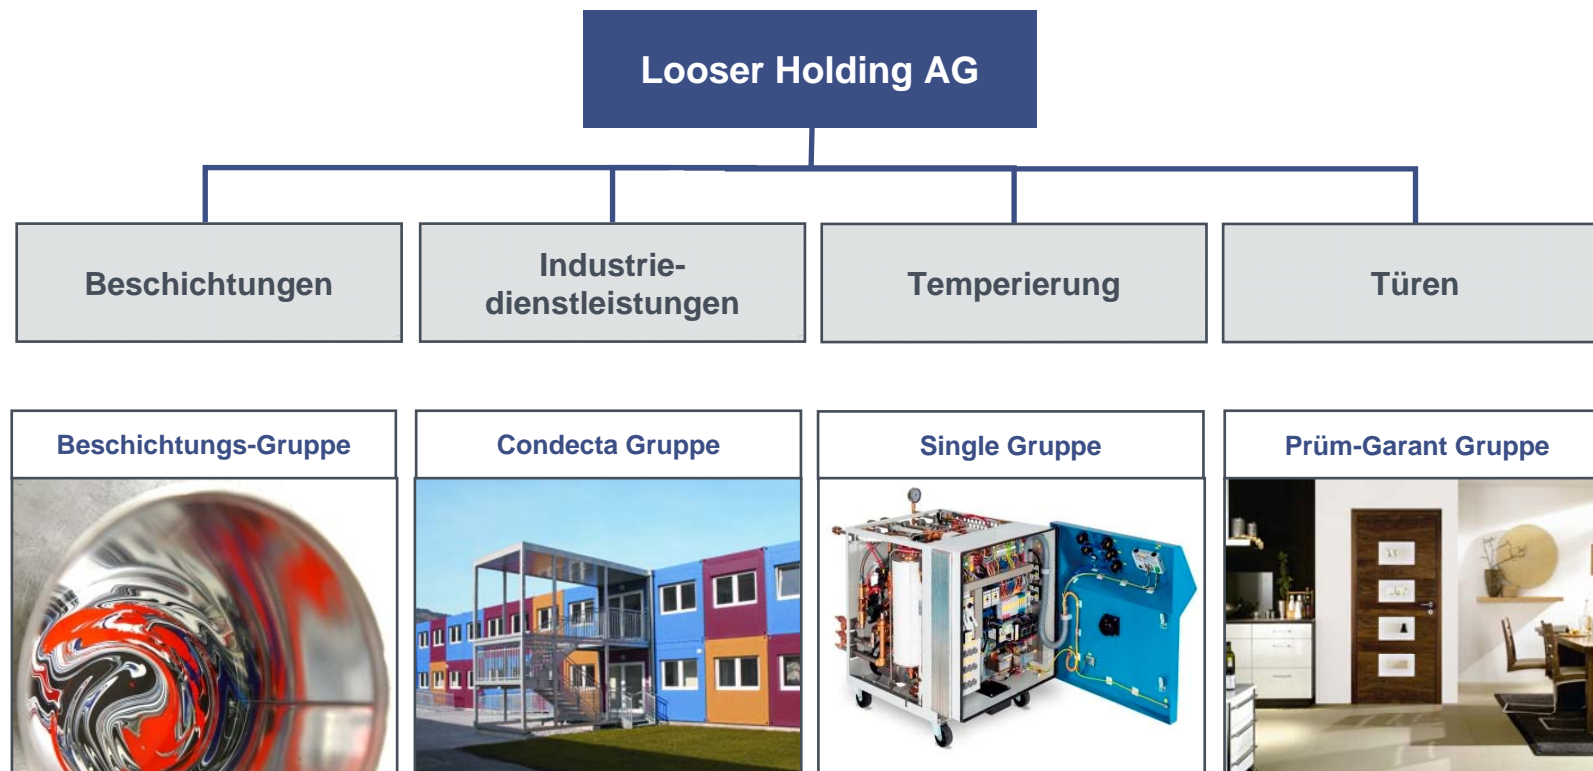 Looser Holding AG
Beschichtungen
Industrie-
dienstleistungen
Temperierung
Türen
Beschichtungs-Gruppe
Condecta Gruppe
Single Gruppe
Prüm-Garant Gruppe